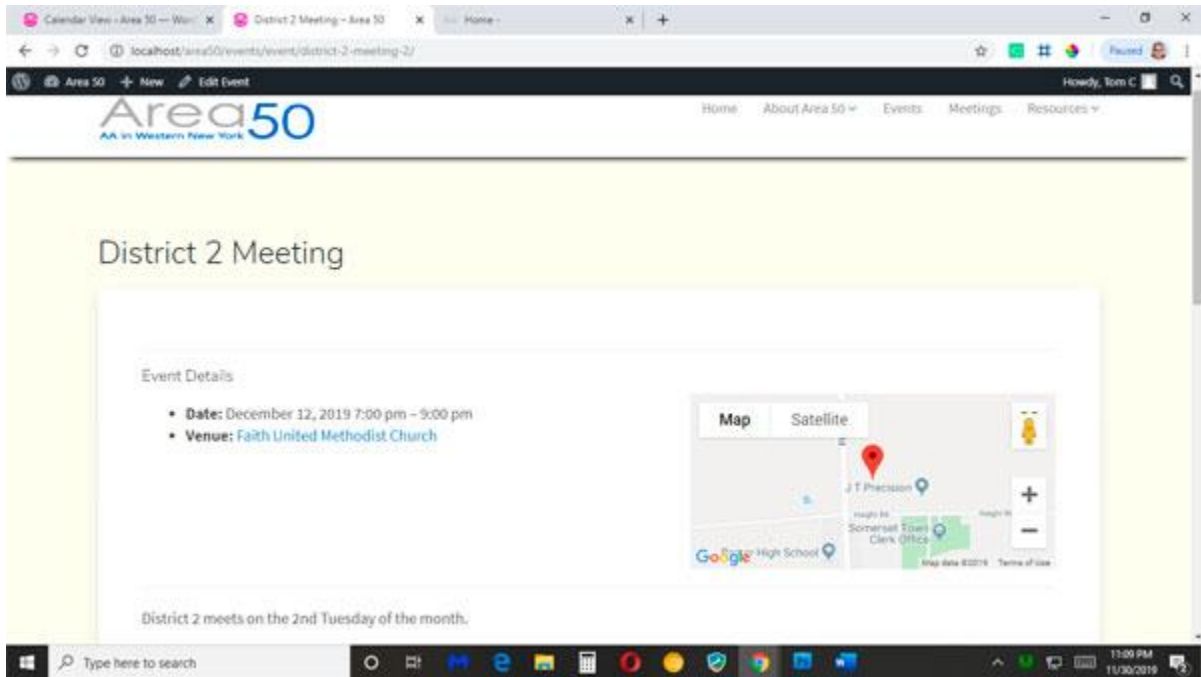 Calendar View - Area 50 — Wor
District 2 Meeting – Area 50
Home -
localhost/area50/events/event/district-2-meeting-2/
Paused
Area 50
New
Edit Event
Howdy, Tom C
Area50
AA in Western New York
Home
About Area 50
Events
Meetings
Resources
District 2 Meeting
Event Details
Date: December 12, 2019 7:00 pm – 9:00 pm
Venue: Faith United Methodist Church
Map
Satellite
J T Precision
Haight Rd
Somerset Town
Clerk Office
High School
Google
Map data ©2019
Terms of Use
District 2 meets on the 2nd Tuesday of the month.
Type here to search
11:09 PM
11/30/2019